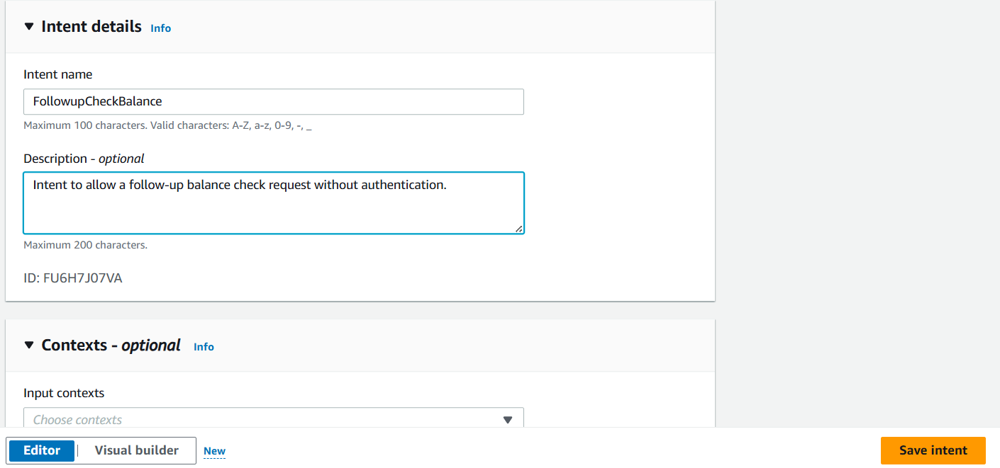 Intent details Info
Intent name
FollowupCheckBalance
Maximum 100 characters. Valid characters: A-Z, a-z, 0-9, -, _
Description - optional
Intent to allow a follow-up balance check request without authentication.
Maximum 200 characters.
ID: FU6H7J07VA
Contexts - optional Info
Input contexts
Choose contexts
Editor Visual builder New Save intent